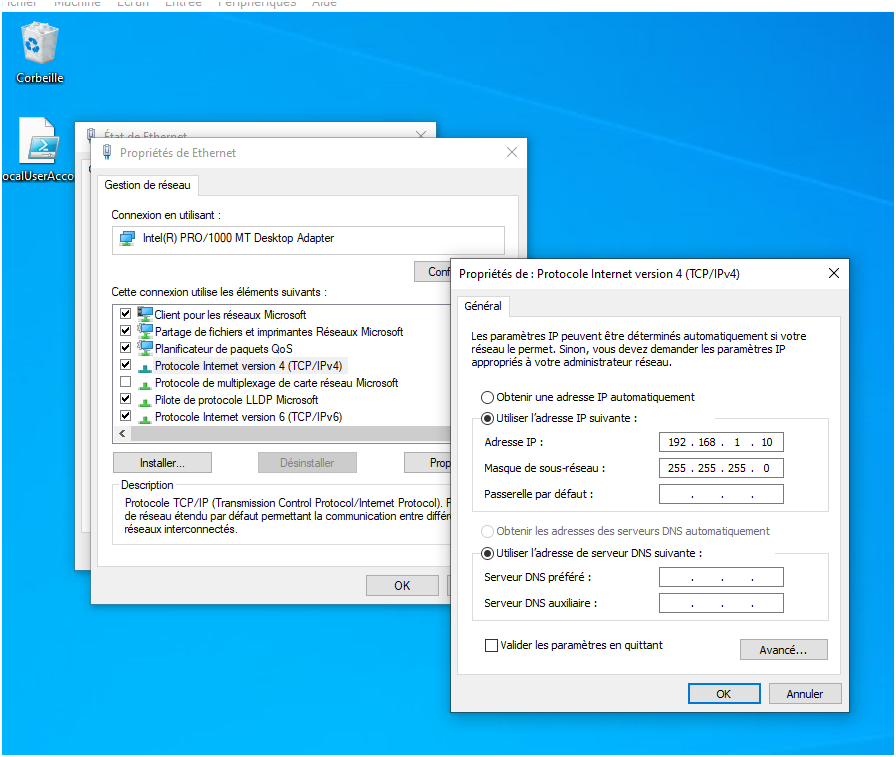 Fichier Machine Écran Entrée Périphériques Aide
Corbeille
ocalUserAcco
État de Ethernet
Propriétés de Ethernet
Gestion de réseau
Connexion en utilisant :
Intel(R) PRO/1000 MT Desktop Adapter
Conf
Cette connexion utilise les éléments suivants :
Client pour les réseaux Microsoft
Partage de fichiers et imprimantes Réseaux Microsoft
Planificateur de paquets QoS
Protocole Internet version 4 (TCP/IPv4)
Protocole de multiplexage de carte réseau Microsoft
Pilote de protocole LLDP Microsoft
Protocole Internet version 6 (TCP/IPv6)
Installer...
Désinstaller
Prop
Description
Protocole TCP/IP (Transmission Control Protocol/Internet Protocol).
de réseau étendu par défaut permettant la communication entre différ
réseaux interconnectés.
OK
Propriétés de : Protocole Internet version 4 (TCP/IPv4)
Général
Les paramètres IP peuvent être déterminés automatiquement si votre
réseau le permet. Sinon, vous devez demander les paramètres IP
appropriés à votre administrateur réseau.
Obtenir une adresse IP automatiquement
Utiliser l'adresse IP suivante :
Adresse IP :
192 . 168 . 1 . 10
Masque de sous-réseau :
255 . 255 . 255 . 0
Passerelle par défaut :
. . .
Obtenir les adresses des serveurs DNS automatiquement
Utiliser l'adresse de serveur DNS suivante :
Serveur DNS préféré :
. . .
Serveur DNS auxiliaire :
. . .
Valider les paramètres en quittant
Avancé...
OK
Annuler